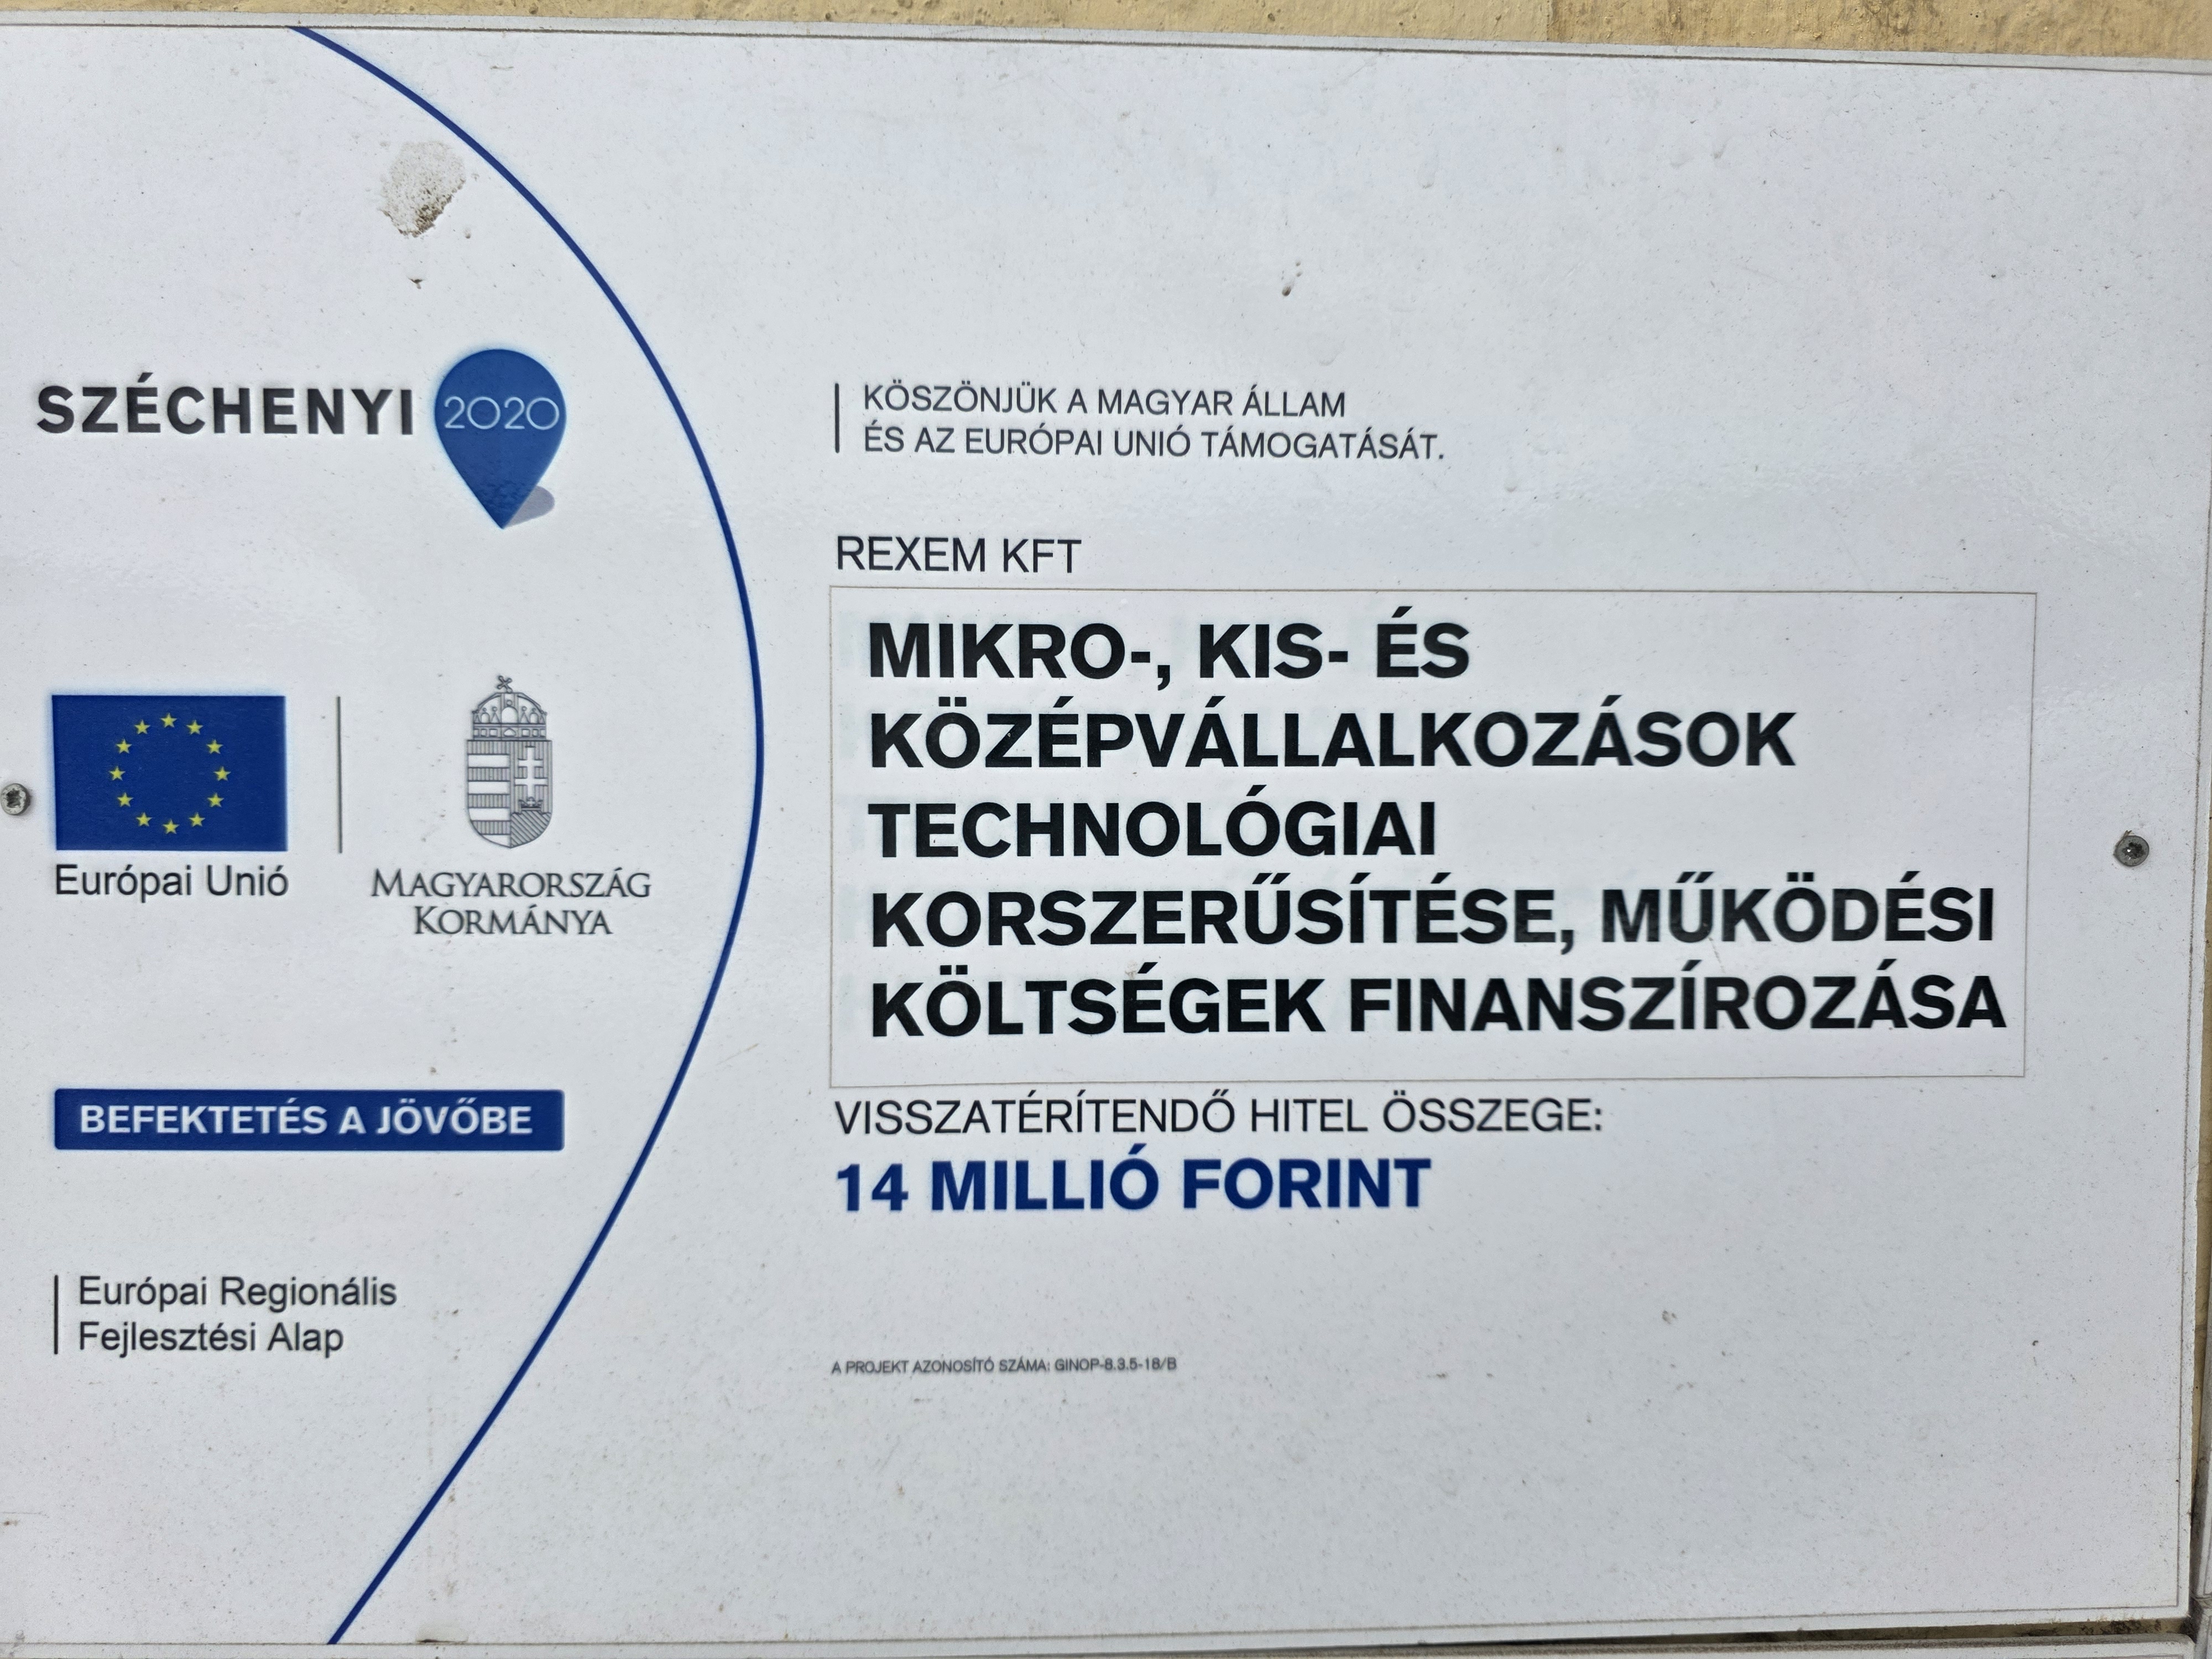 SZÉCHENYI 2020
Európai Unió
MAGYARORSZÁG
KORMÁNYA
BEFEKTETÉS A JÖVŐBE
Európai Regionális
Fejlesztési Alap
KÖSZÖNJÜK A MAGYAR ÁLLAM
ÉS AZ EURÓPAI UNIÓ TÁMOGATÁSÁT.
REXEM KFT
MIKRO-, KIS- ÉS
KÖZÉPVÁLLALKOZÁSOK
TECHNOLÓGIAI
KORSZERŰSÍTÉSE, MŰKÖDÉSI
KÖLTSÉGEK FINANSZÍROZÁSA
VISSZATÉRÍTENDŐ HITEL ÖSSZEGE:
14 MILLIÓ FORINT
A PROJEKT AZONOSÍTÓ SZÁMA: GINOP-8.3.5-18/B